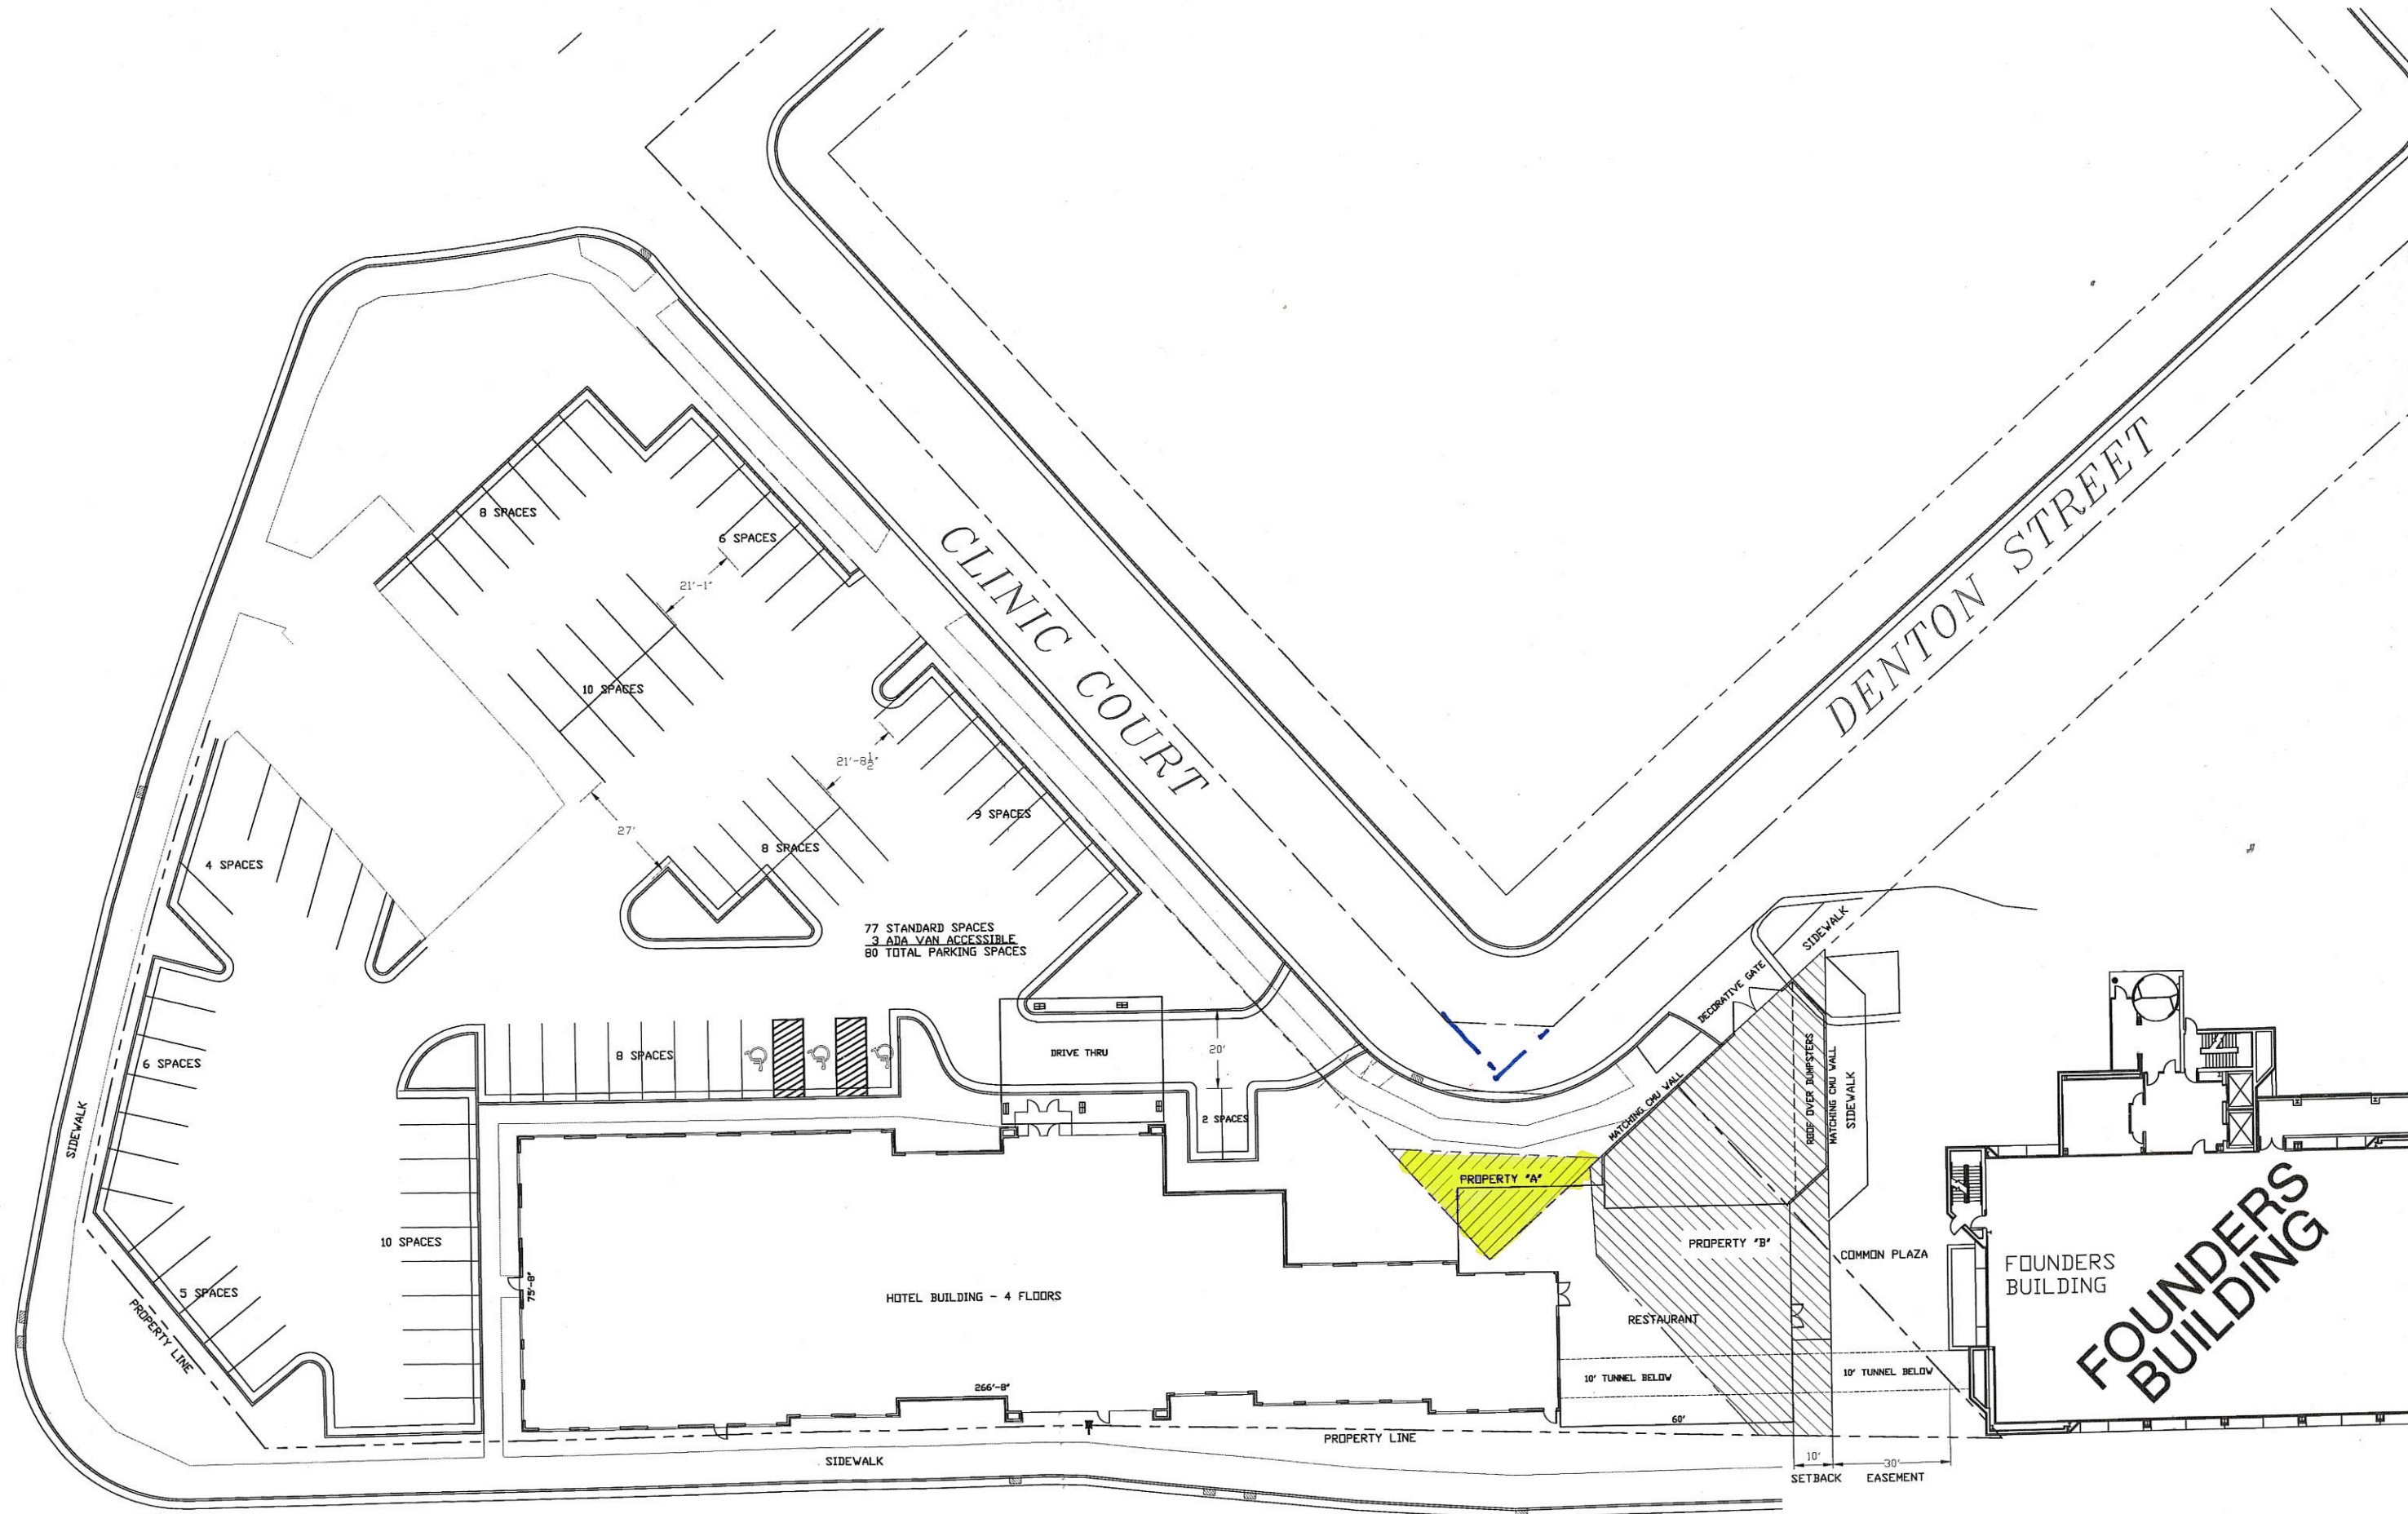 8 SPACES
6 SPACES
21'-1"
CLINIC COURT
DENTON STREET
10 SPACES
21'-8½"
9 SPACES
27'
8 SPACES
4 SPACES
77 STANDARD SPACES
3 ADA VAN ACCESSIBLE
80 TOTAL PARKING SPACES
SIDEWALK
DECORATIVE GATE
DRIVE THRU
20'
8 SPACES
6 SPACES
SIDEWALK
2 SPACES
MATCHING CMU WALL
ROOF OVER DUMPSTERS
MATCHING CMU WALL
SIDEWALK
PROPERTY "A"
10 SPACES
PROPERTY "B"
COMMON PLAZA
FOUNDERS
BUILDING
FOUNDERS
BUILDING
5 SPACES
75'-8"
HOTEL BUILDING - 4 FLOORS
RESTAURANT
PROPERTY LINE
10' TUNNEL BELOW
10' TUNNEL BELOW
266'-8"
60'
PROPERTY LINE
SIDEWALK
10'
30'
SETBACK
EASEMENT